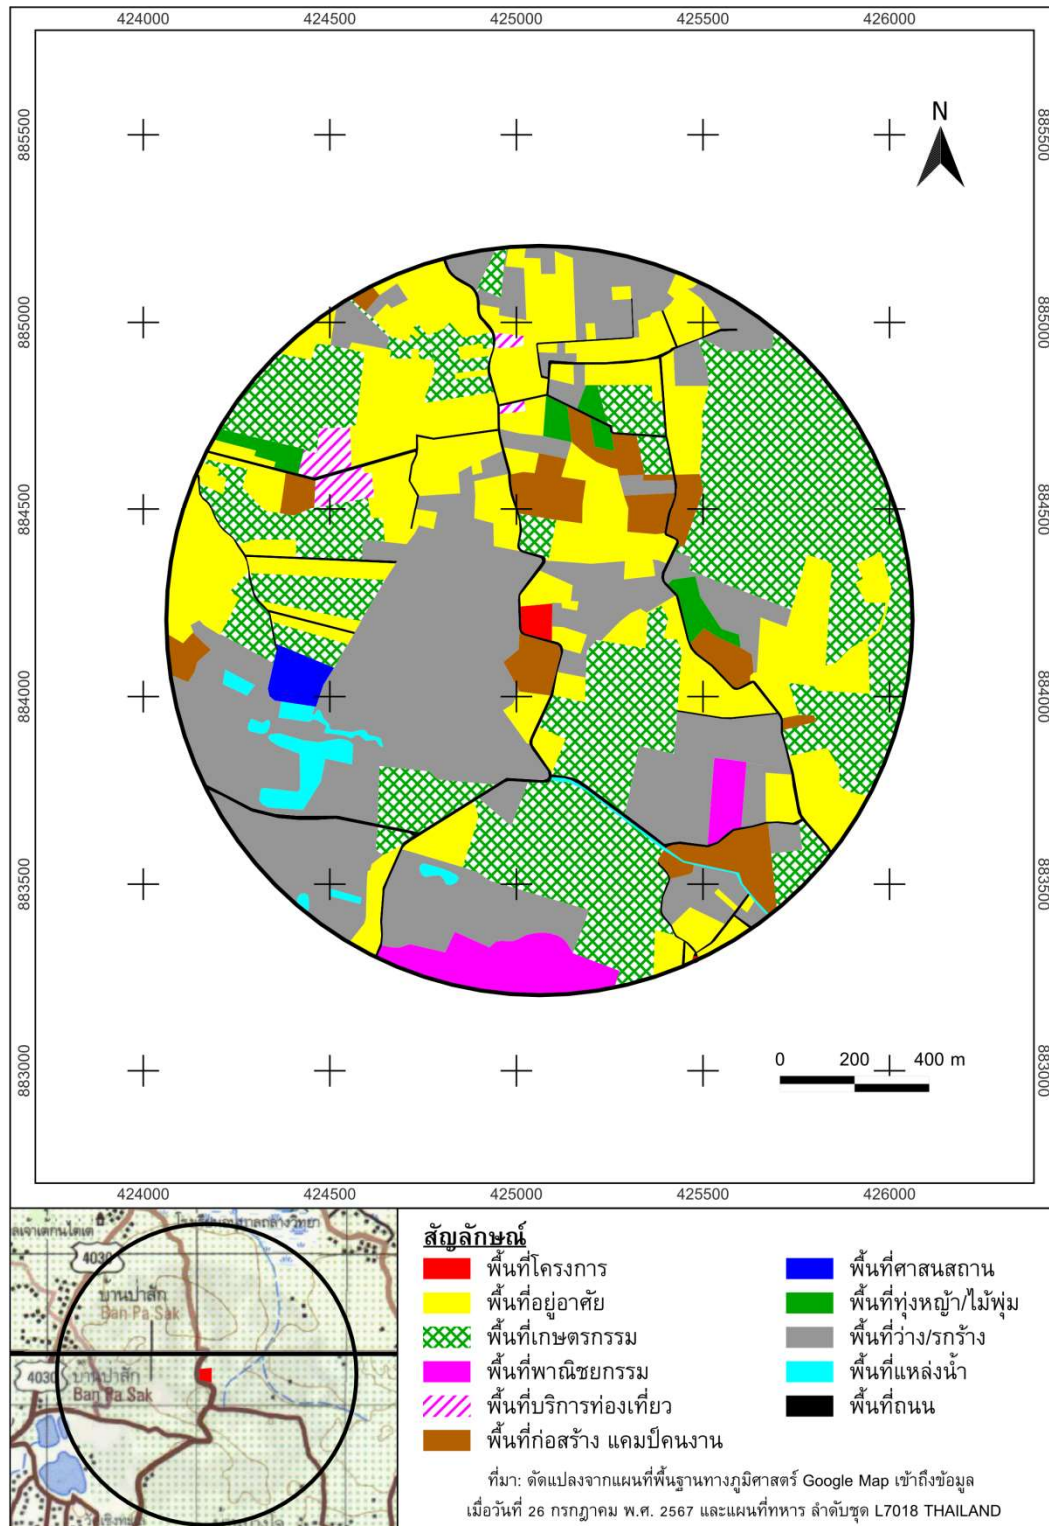 424000 424500 425000 425500 426000
885500 885500
N
885000 885000
884500 884500
884000 884000
883500 883500
883000 883000
0 200 400 m
424000 424500 425000 425500 426000
4030
บ้านป่าสัก
Ban Pa Sak
4030 บ้านป่าสัก
Ban Pa Sak
สัญลักษณ์
พื้นที่โครงการ
พื้นที่อยู่อาศัย
พื้นที่เกษตรกรรม
พื้นที่พาณิชยกรรม
พื้นที่บริการท่องเที่ยว
พื้นที่ก่อสร้าง แคมป์คนงาน
พื้นที่ศาสนสถาน
พื้นที่ทุ่งหญ้า/ไม้พุ่ม
พื้นที่ว่าง/รกร้าง
พื้นที่แหล่งน้ำ
พื้นที่ถนน
ที่มา: ดัดแปลงจากแผนที่พื้นฐานทางภูมิศาสตร์ Google Map เข้าถึงข้อมูล
เมื่อวันที่ 26 กรกฎาคม พ.ศ. 2567 และแผนที่ทหาร ลำดับชุด L7018 THAILAND